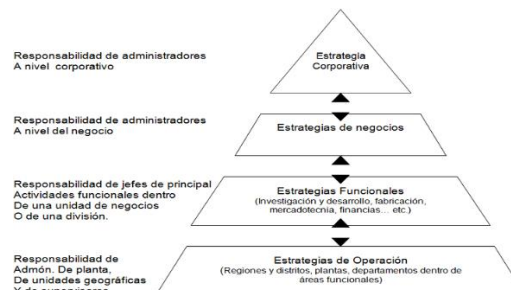 Responsabilidad de administradores
A nivel corporativo
Estrategia
Corporativa
Responsabilidad de administradores
A nivel del negocio
Estrategias de negocios
Responsabilidad de jefes de principal
Actividades funcionales dentro
De una unidad de negocios
O de una división.
Estrategias Funcionales
(Investigación y desarrollo, fabricación,
mercadotecnia, financias... etc.)
Responsabilidad de
Admón. De planta,
De unidades geográficas
Y de supervisores
Estrategias de Operación
(Regiones y distritos, plantas, departamentos dentro de
áreas funcionales)